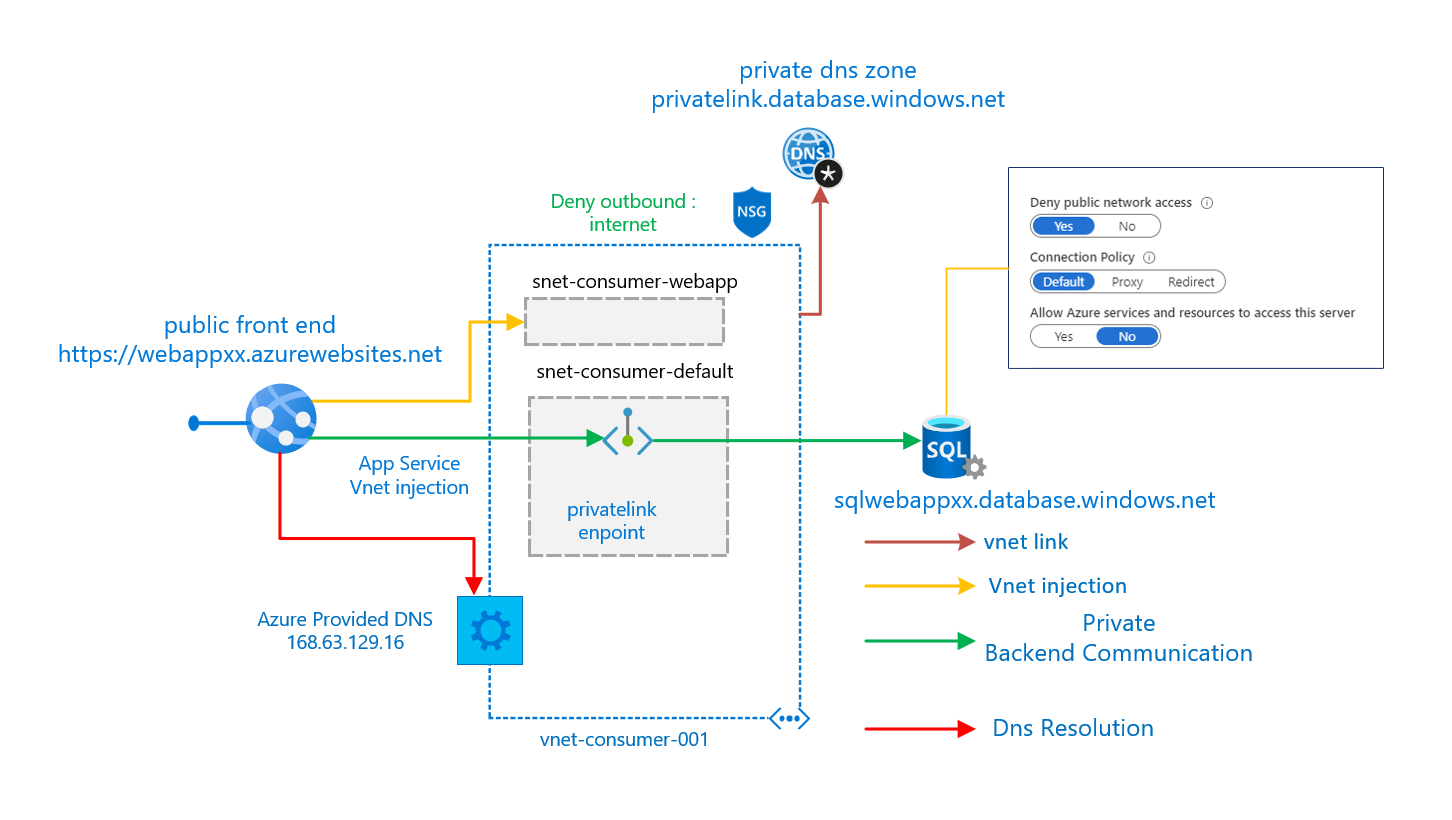 private dns zone
privatelink.database.windows.net
DNS
Deny outbound :
internet
NSG
Deny public network access
Yes No
Connection Policy
Default Proxy Redirect
Allow Azure services and resources to access this server
Yes No
snet-consumer-webapp
public front end
https://webappxx.azurewebsites.net
snet-consumer-default
App Service
Vnet injection
privatelink
enpoint
SQL
sqlwebappxx.database.windows.net
vnet link
Vnet injection
Private
Backend Communication
Dns Resolution
Azure Provided DNS
168.63.129.16
vnet-consumer-001